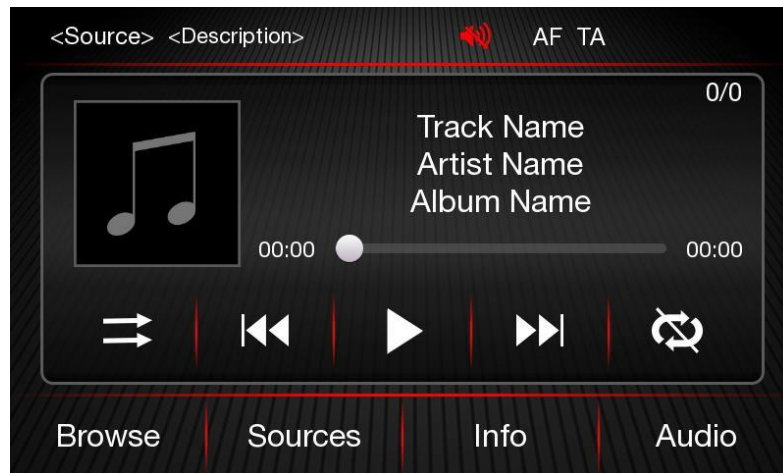 <Source> <Description> AF TA
0/0
Track Name
Artist Name
Album Name
00:00 00:00
Browse Sources Info Audio